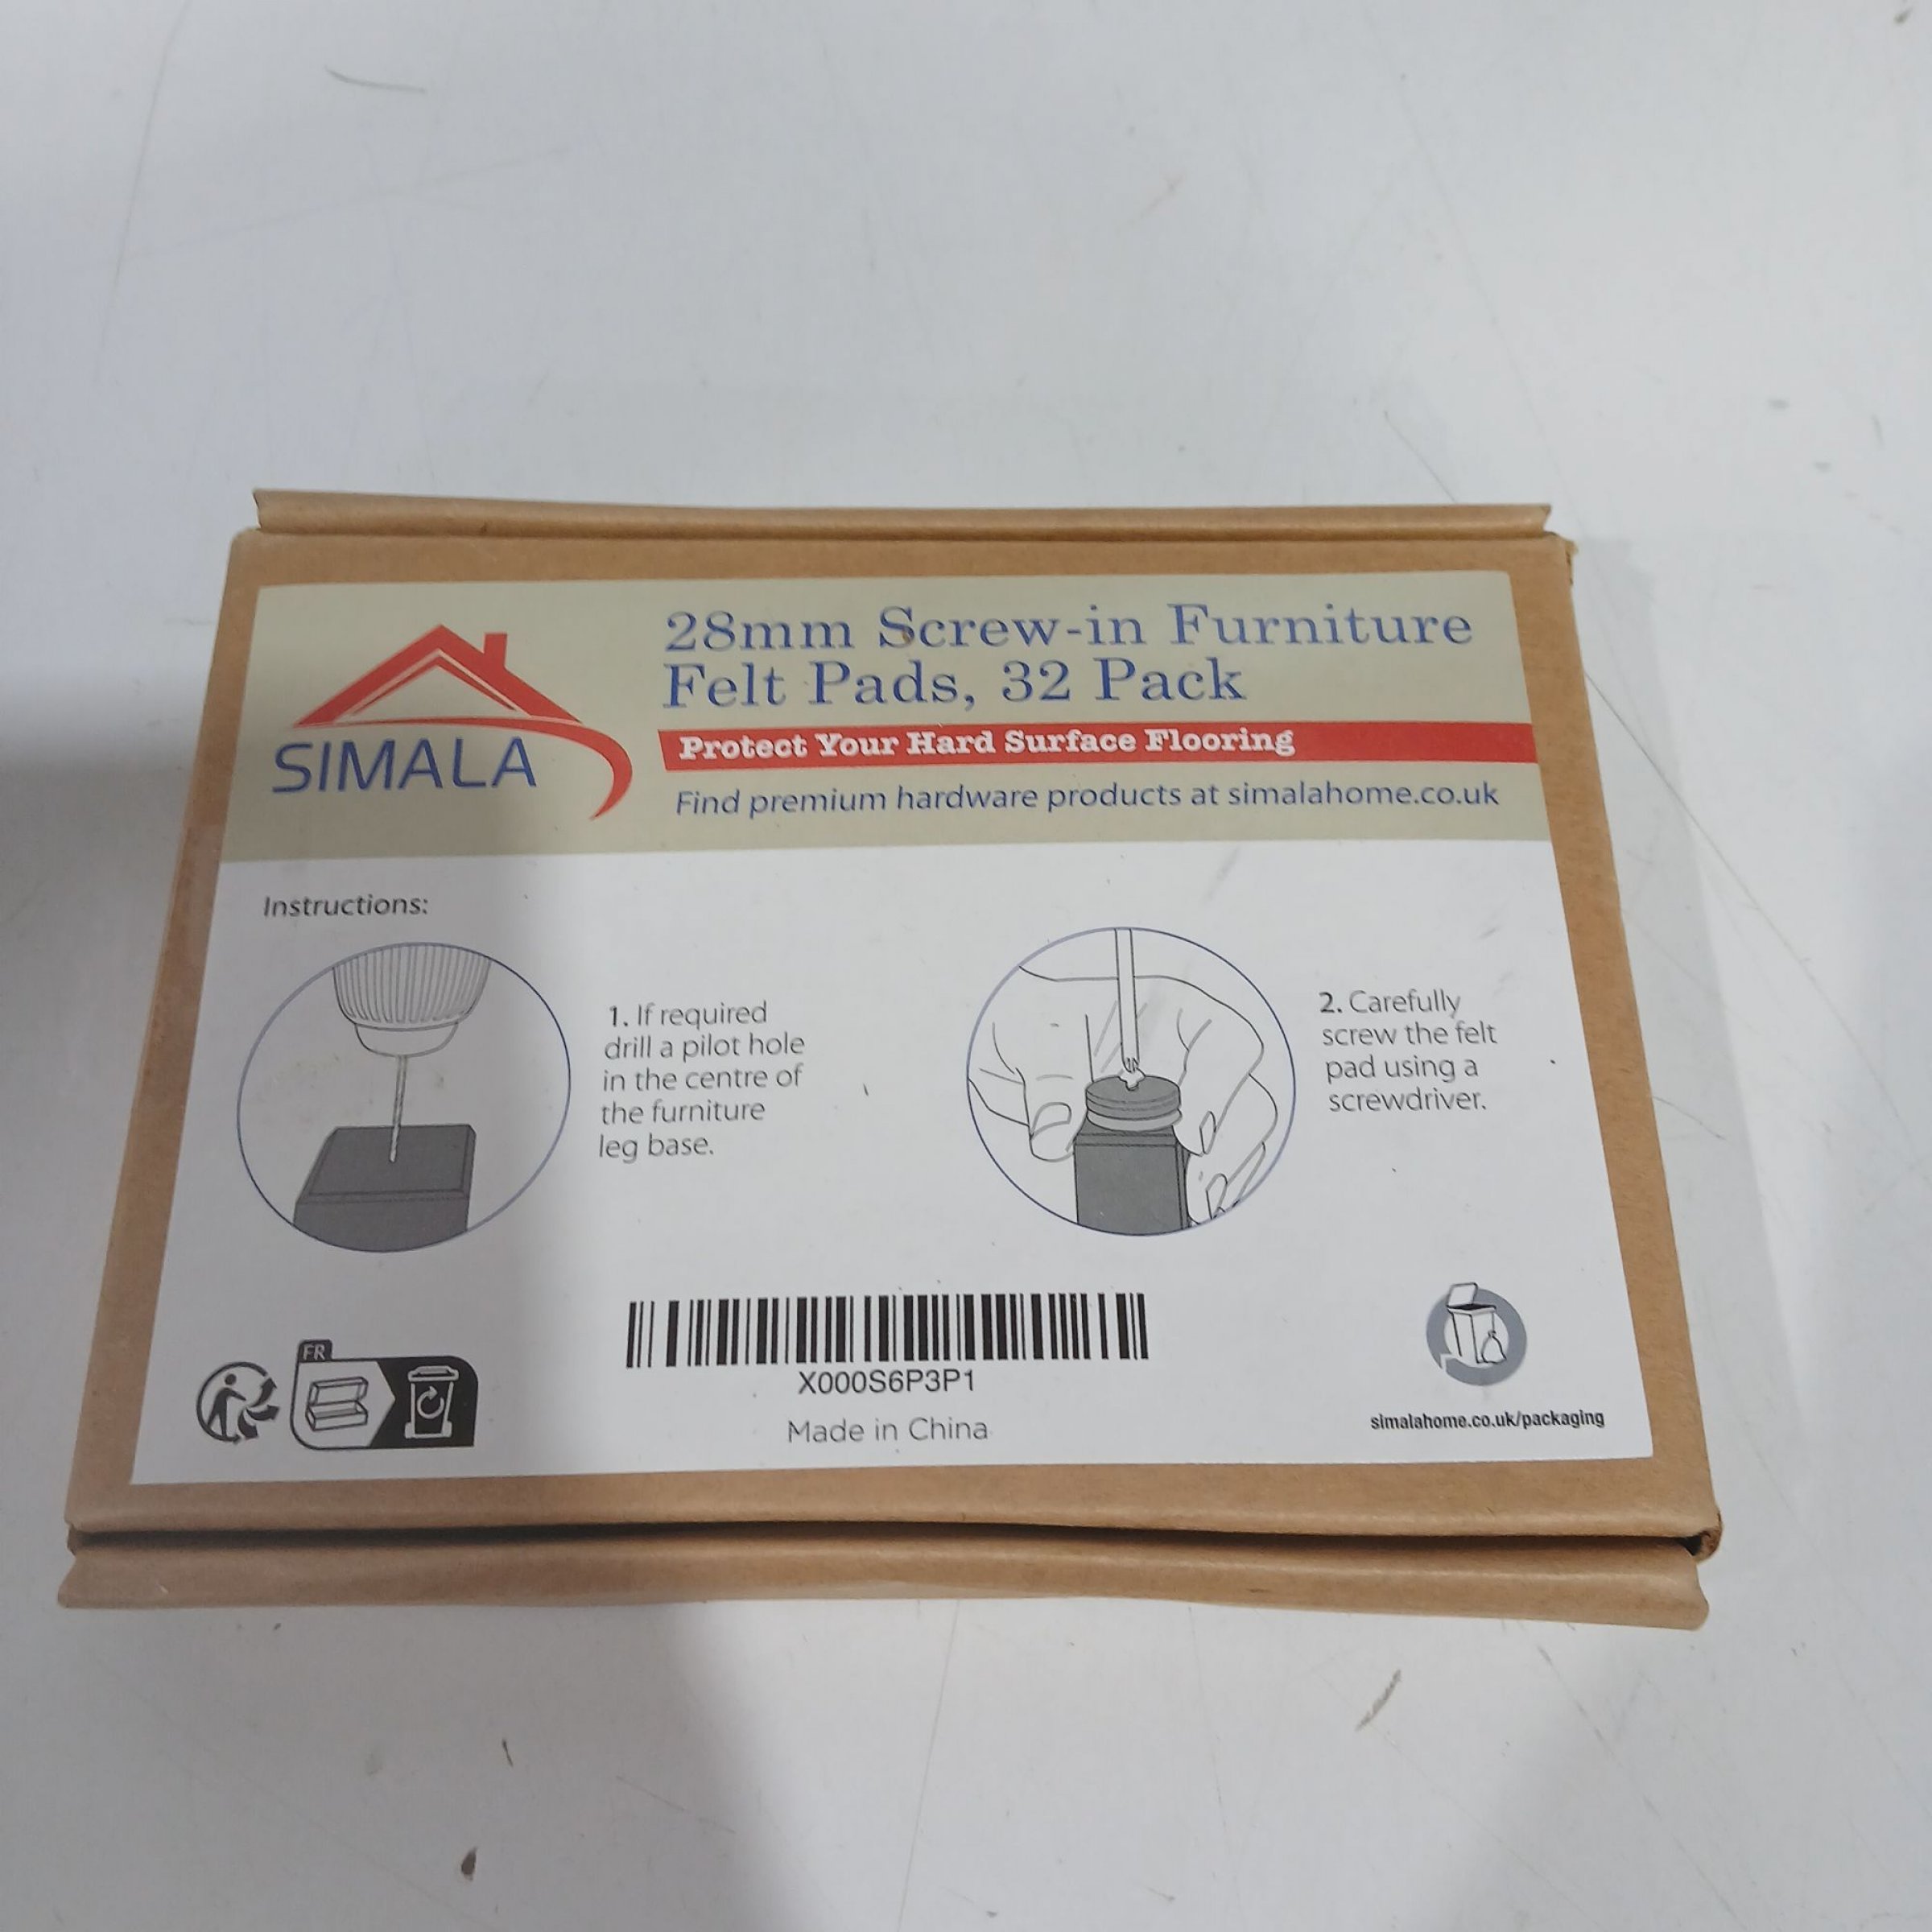 SIMALA
28mm Screw-in Furniture
Felt Pads, 32 Pack
Protect Your Hard Surface Flooring
Find premium hardware products at simalahome.co.uk
Instructions:
1. If required
drill a pilot hole
in the centre of
the furniture
leg base.
2. Carefully
screw the felt
pad using a
screwdriver.
FR
X000S6P3P1
Made in China
simalahome.co.uk/packaging